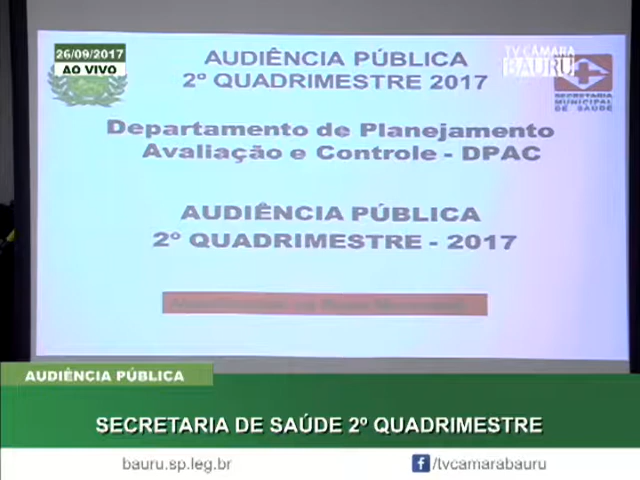 26/09/2017
AO VIVO
AUDIÊNCIA PÚBLICA
2º QUADRIMESTRE 2017
TV CÂMARA
BAURU
SECRETARIA
MUNICIPAL
DE SAÚDE
Departamento de Planejamento
Avaliação e Controle - DPAC
AUDIÊNCIA PÚBLICA
2º QUADRIMESTRE - 2017
AUDIÊNCIA PÚBLICA
SECRETARIA DE SAÚDE 2º QUADRIMESTRE
bauru.sp.leg.br
/tvcamarabauru